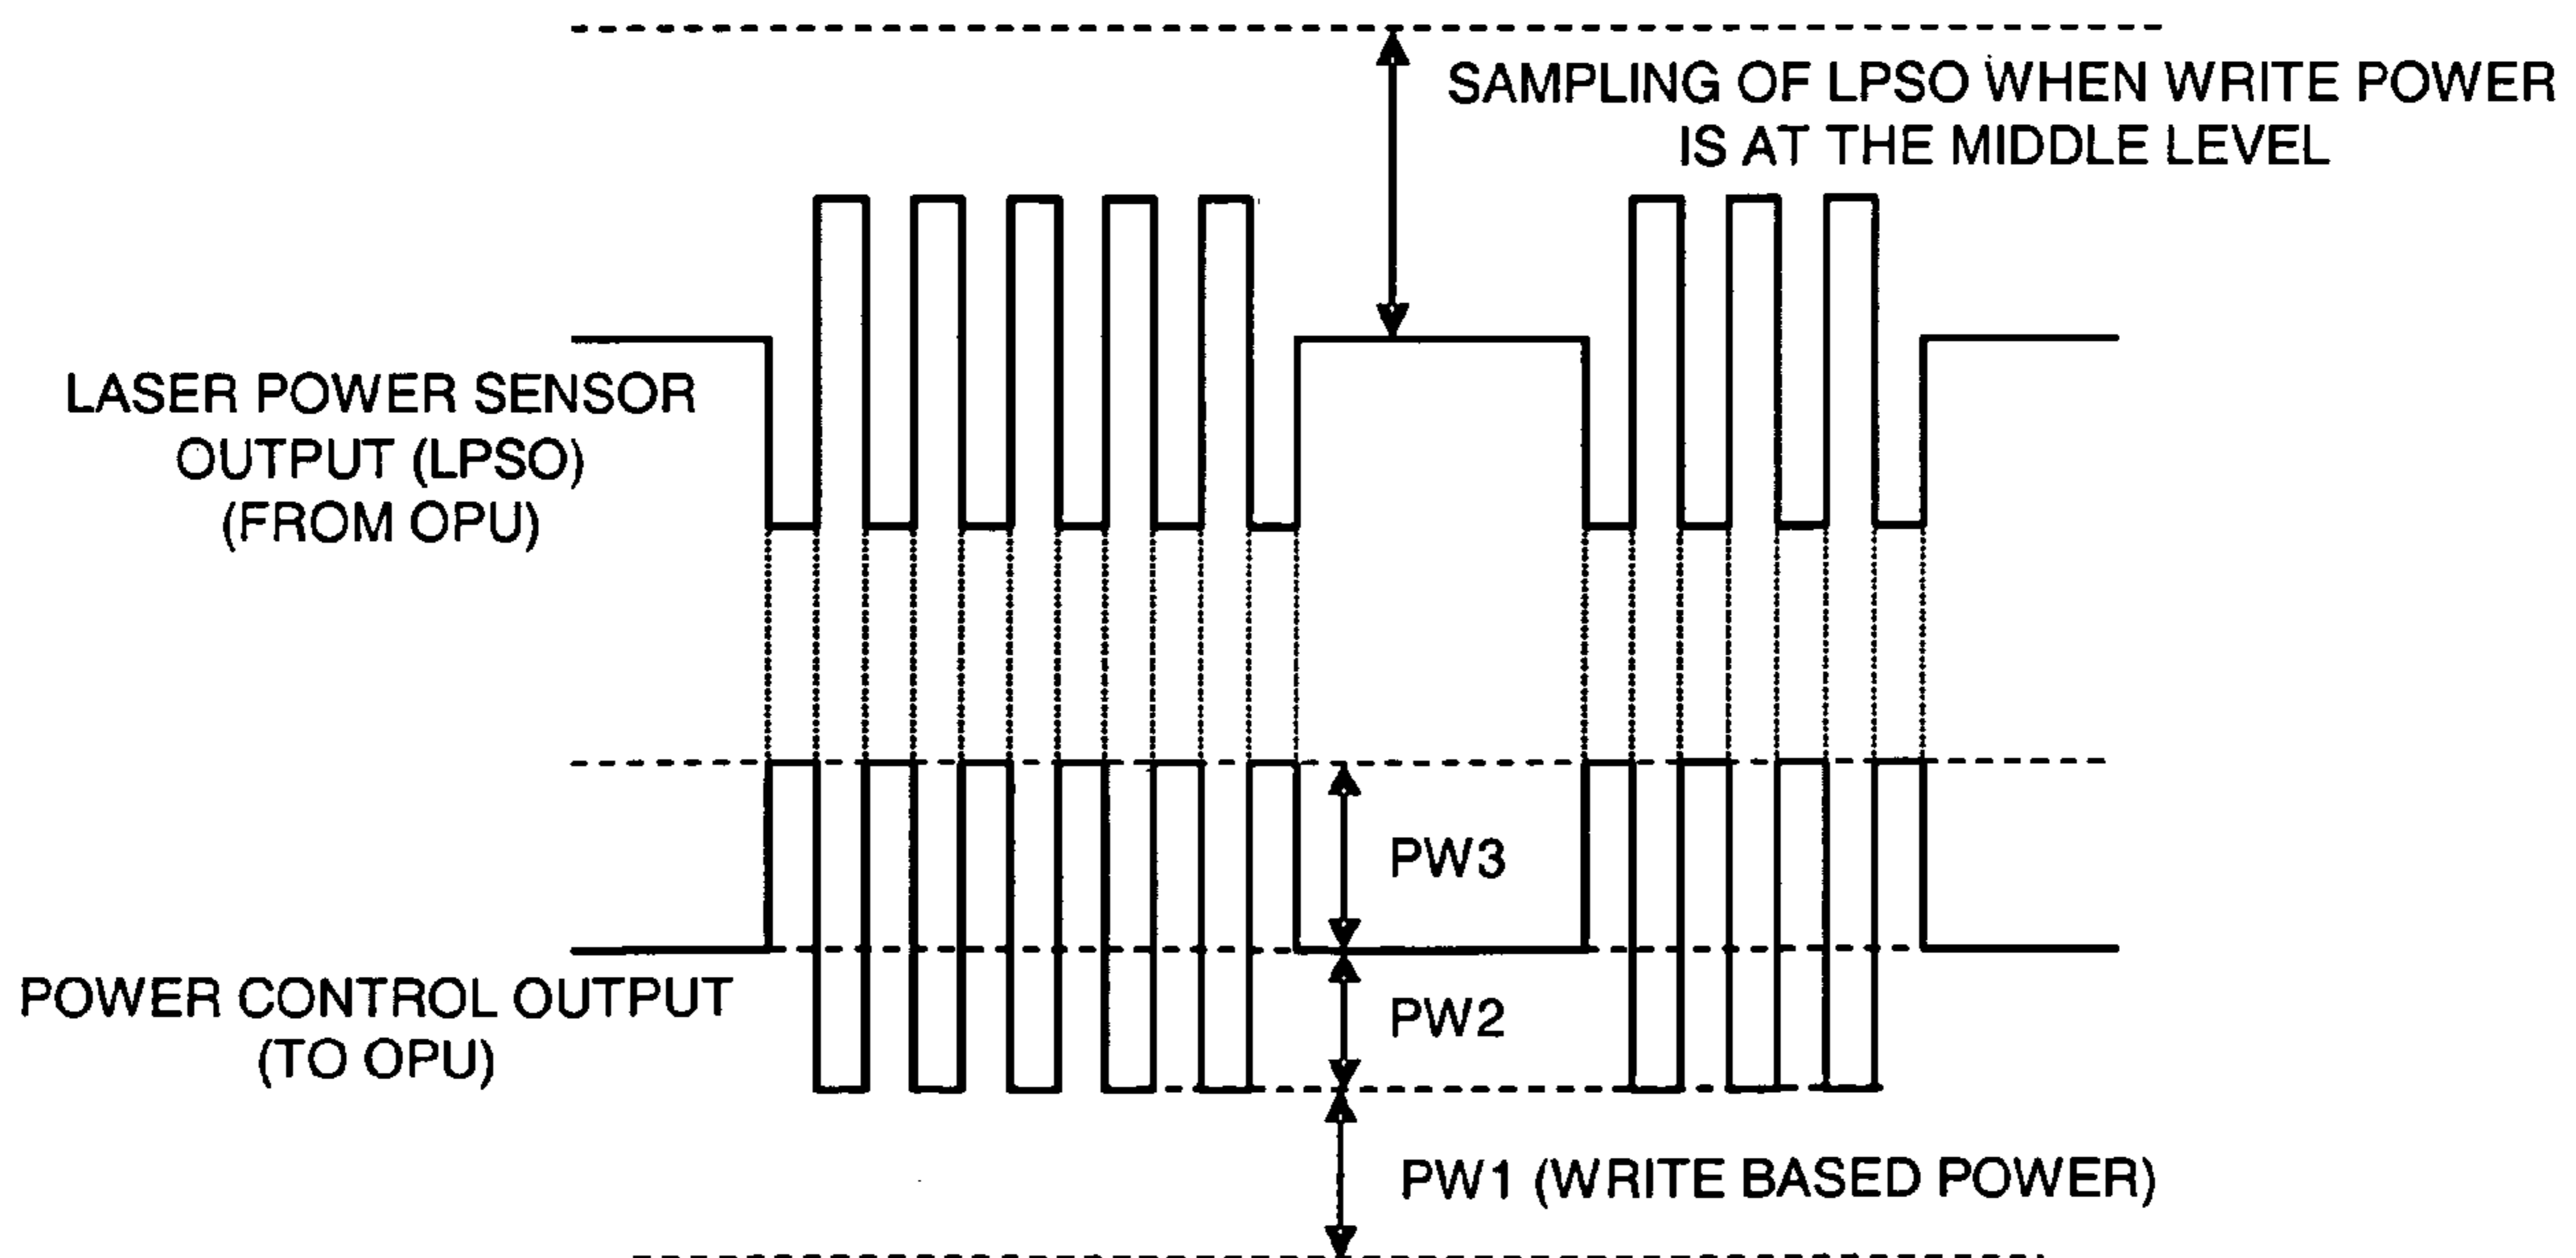 SAMPLING OF LPSO WHEN WRITE POWER
IS AT THE MIDDLE LEVEL
LASER POWER SENSOR
OUTPUT (LPSO)
(FROM OPU)
PW3
POWER CONTROL OUTPUT
(TO OPU)
PW2
PW1 (WRITE BASED POWER)